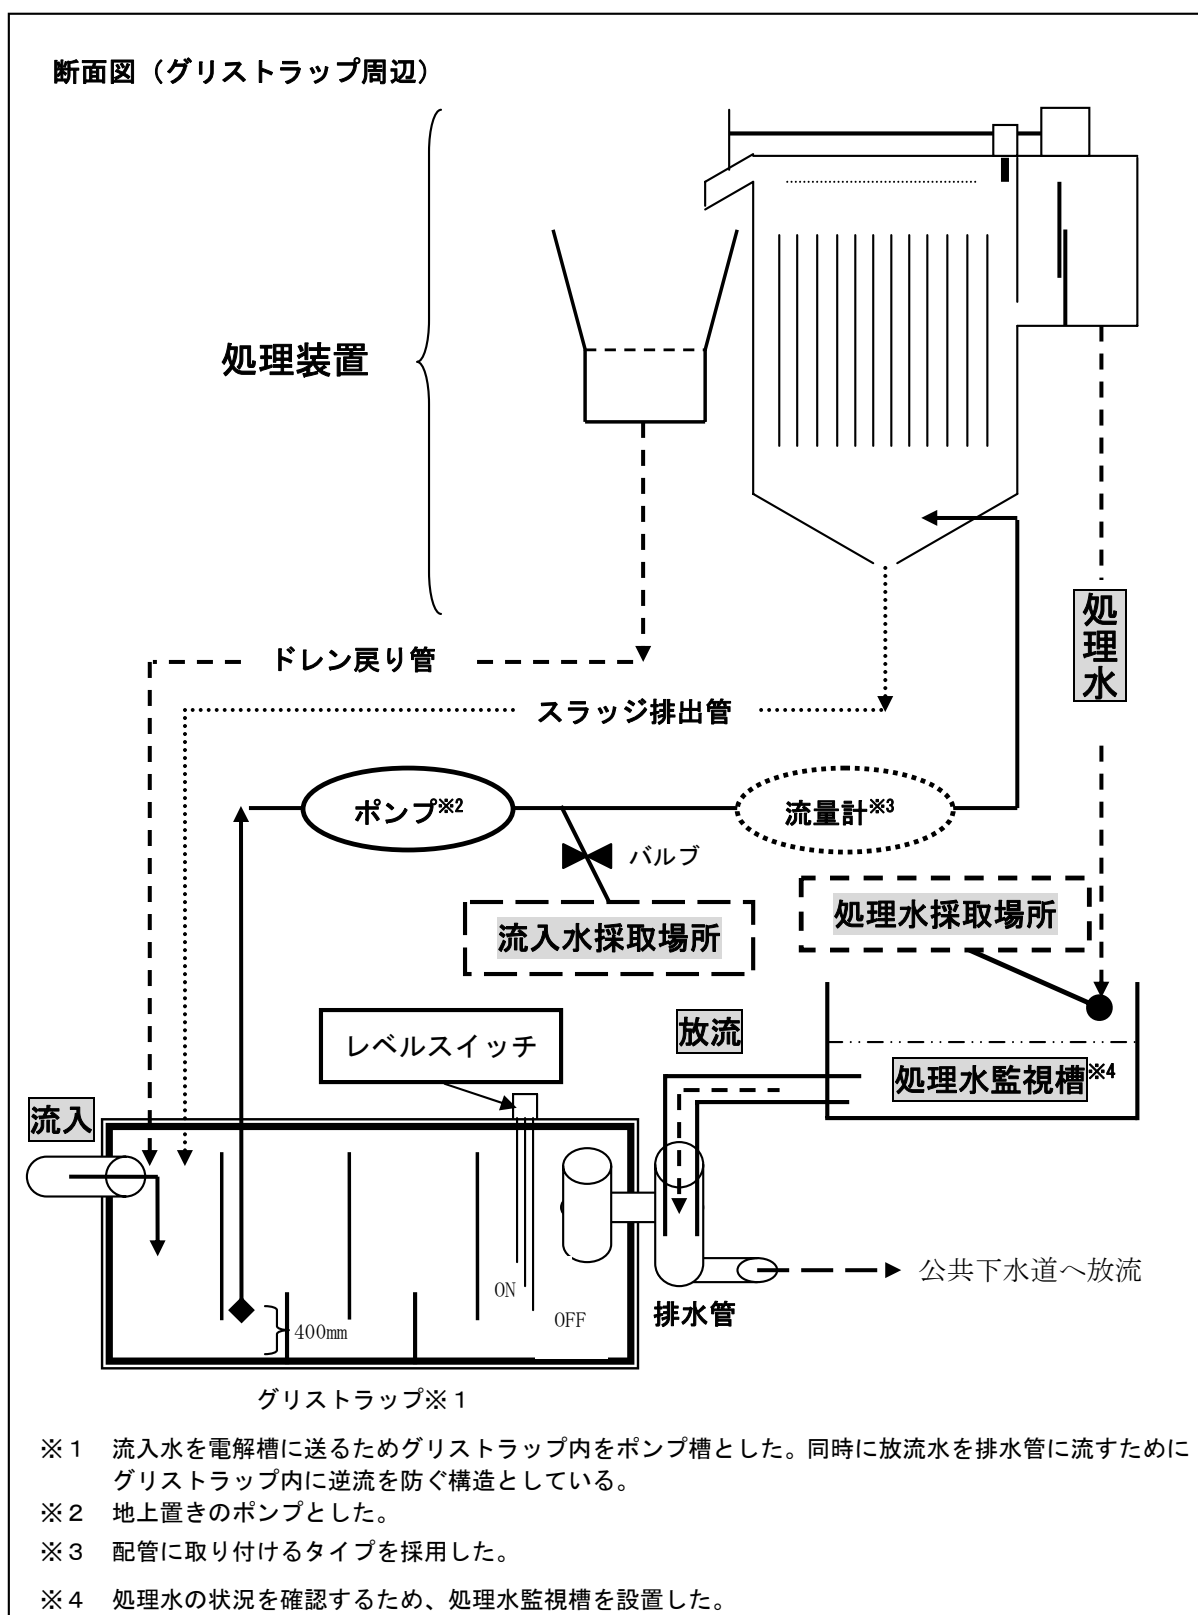 断面図（グリストラップ周辺）
処理装置
処理水
ドレン戻り管
スラッジ排出管
ポンプ※2
流量計※3
バルブ
流入水採取場所
処理水採取場所
レベルスイッチ
放流
処理水監視槽※4
流入
ON
OFF
400mm
公共下水道へ放流
排水管
グリストラップ※１
※１　流入水を電解槽に送るためグリストラップ内をポンプ槽とした。同時に放流水を排水管に流すために
グリストラップ内に逆流を防ぐ構造としている。
※２　地上置きのポンプとした。
※３　配管に取り付けるタイプを採用した。
※４　処理水の状況を確認するため、処理水監視槽を設置した。